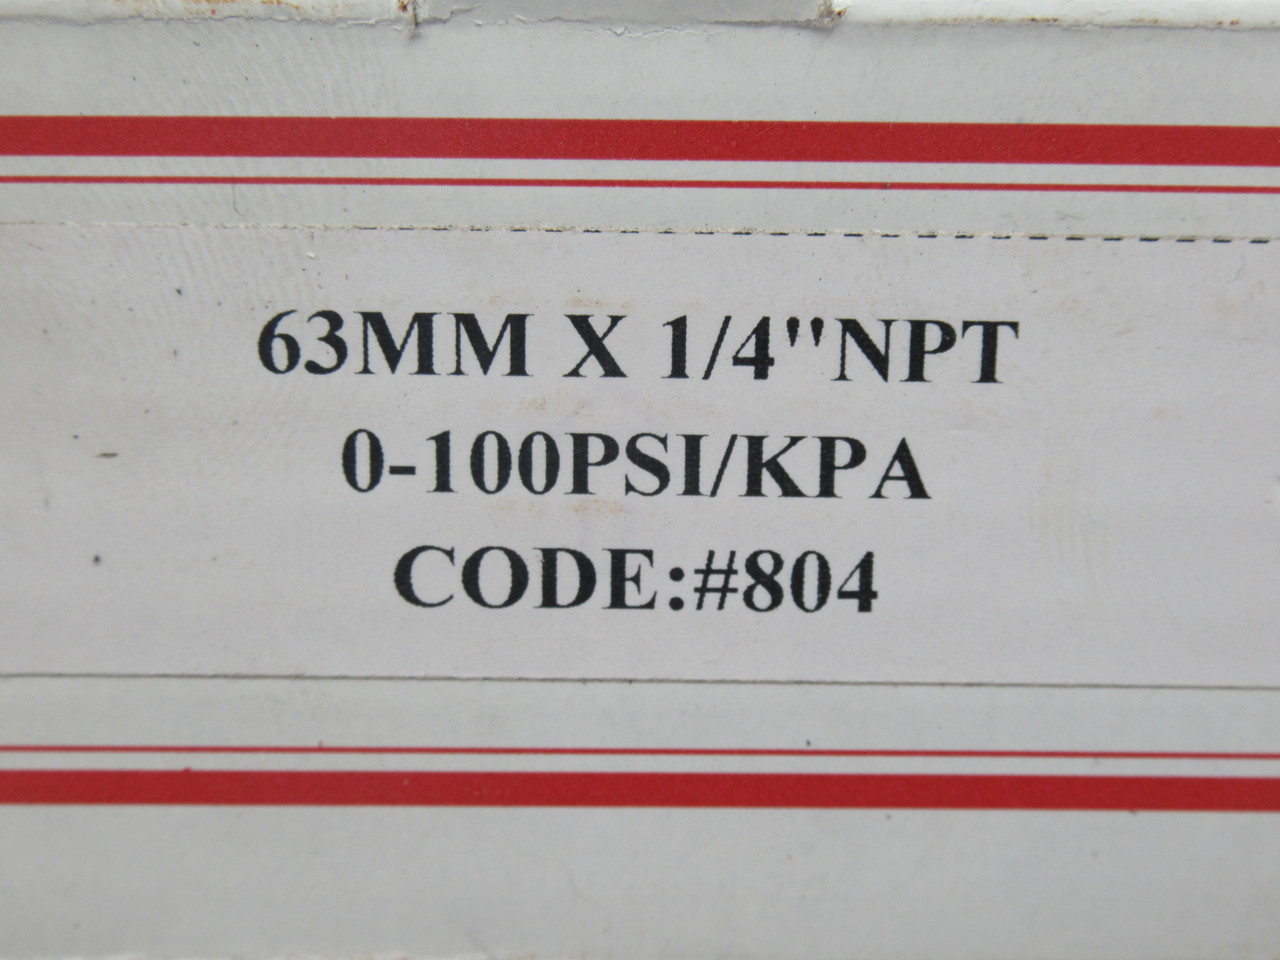 63MM X 1/4"NPT
0-100PSI/KPA
CODE:#804